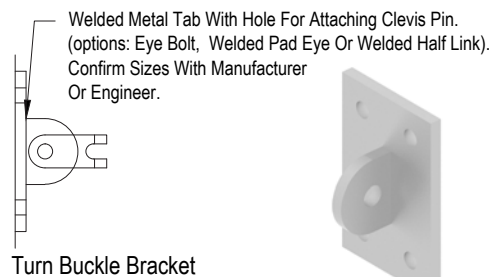 Welded Metal Tab With Hole For Attaching Clevis Pin.
(options: Eye Bolt, Welded Pad Eye Or Welded Half Link).
Confirm Sizes With Manufacturer
Or Engineer.
Turn Buckle Bracket